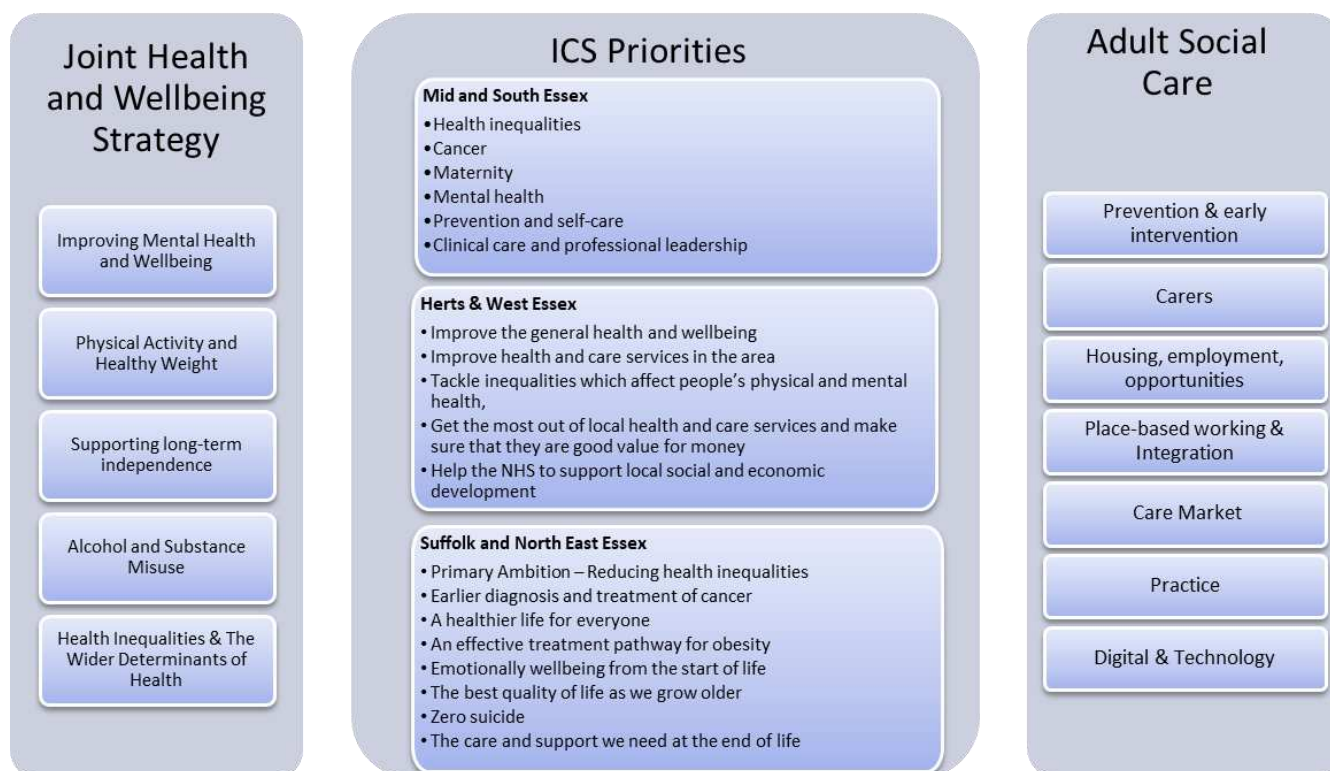 Joint Health
and Wellbeing
Strategy
Improving Mental Health
and Wellbeing
Physical Activity and
Healthy Weight
Supporting long-term
independence
Alcohol and Substance
Misuse
Health Inequalities & The
Wider Determinants of
Health
ICS Priorities
Mid and South Essex
•Health inequalities
•Cancer
•Maternity
•Mental health
•Prevention and self-care
•Clinical care and professional leadership
Herts & West Essex
• Improve the general health and wellbeing
• Improve health and care services in the area
• Tackle inequalities which affect people's physical and mental
health,
• Get the most out of local health and care services and make
sure that they are good value for money
• Help the NHS to support local social and economic
development
Suffolk and North East Essex
• Primary Ambition – Reducing health inequalities
• Earlier diagnosis and treatment of cancer
• A healthier life for everyone
• An effective treatment pathway for obesity
• Emotionally wellbeing from the start of life
• The best quality of life as we grow older
• Zero suicide
• The care and support we need at the end of life
Adult Social
Care
Prevention & early
intervention
Carers
Housing, employment,
opportunities
Place-based working &
Integration
Care Market
Practice
Digital & Technology